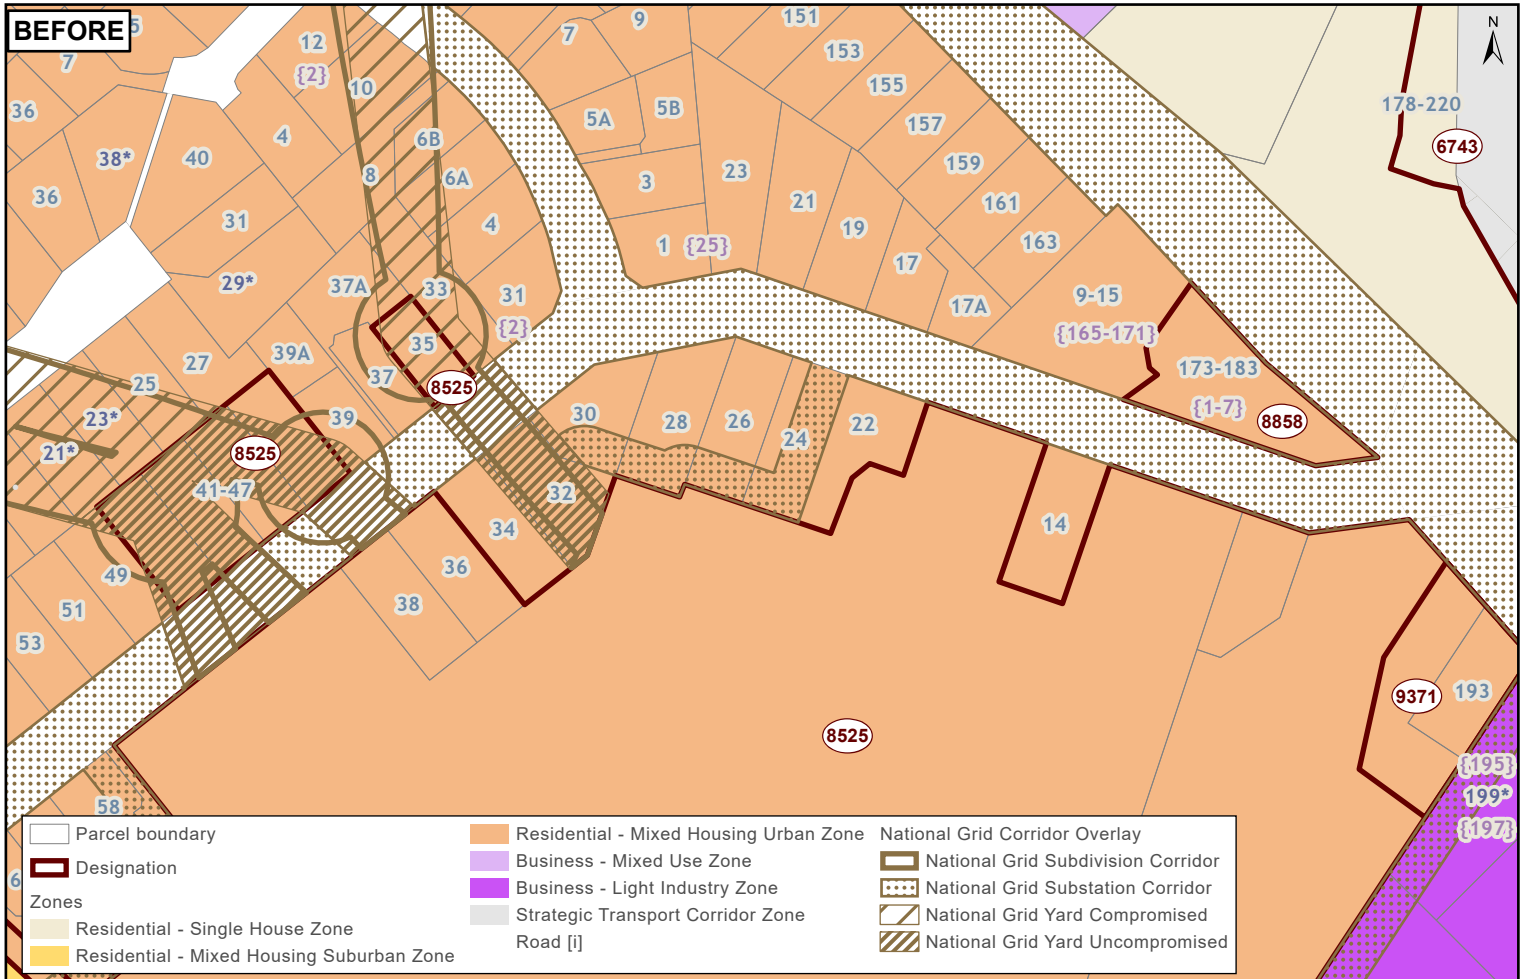 BEFORE
N
5
7
36
38*
36
40
4
31
29*
12
{2}
10
8
6B
6A
4
31
{2}
37A
33
35
37
8525
39A
39
27
25
23*
21*
8525
41-47
49
51
53
58
6
7
9
5A
5B
3
1
{25}
23
21
19
17
17A
151
153
155
157
159
161
163
9-15
{165-171}
173-183
{1-7}
8858
178-220
6743
30
28
26
24
22
32
34
36
38
14
8525
9371
193
{195}
199*
{197}
Parcel boundary
Designation
Zones
Residential - Single House Zone
Residential - Mixed Housing Suburban Zone
Residential - Mixed Housing Urban Zone
Business - Mixed Use Zone
Business - Light Industry Zone
Strategic Transport Corridor Zone
Road [i]
National Grid Corridor Overlay
National Grid Subdivision Corridor
National Grid Substation Corridor
National Grid Yard Compromised
National Grid Yard Uncompromised